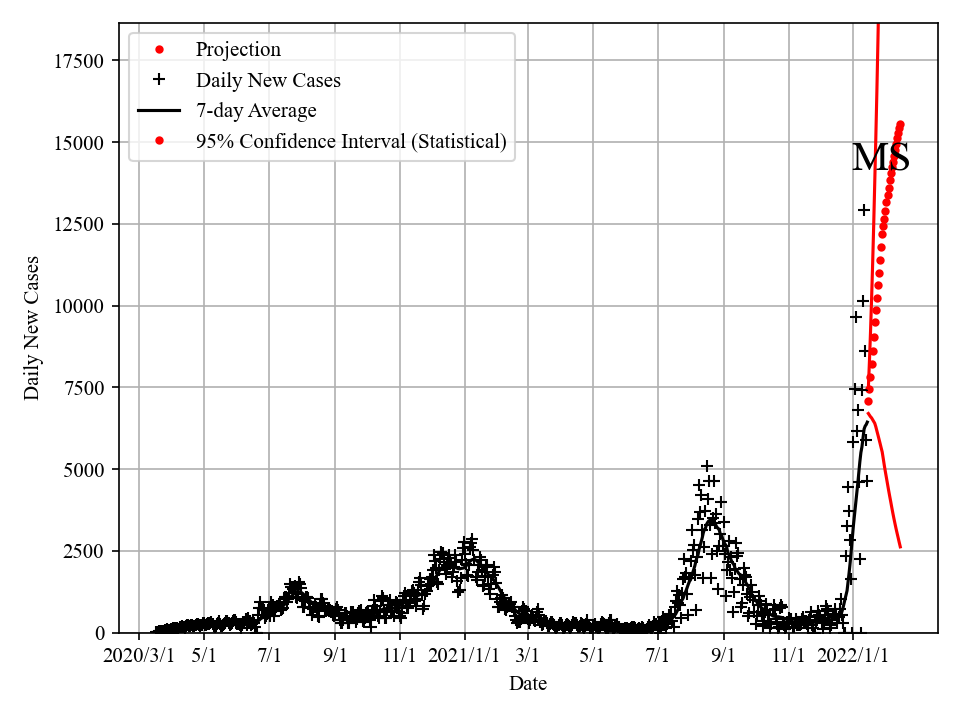 Projection
Daily New Cases
7-day Average
95% Confidence Interval (Statistical)
MS
17500
15000
12500
10000
7500
5000
2500
0
Daily New Cases
2020/3/1 5/1 7/1 9/1 11/1 2021/1/1 3/1 5/1 7/1 9/1 11/1 2022/1/1
Date